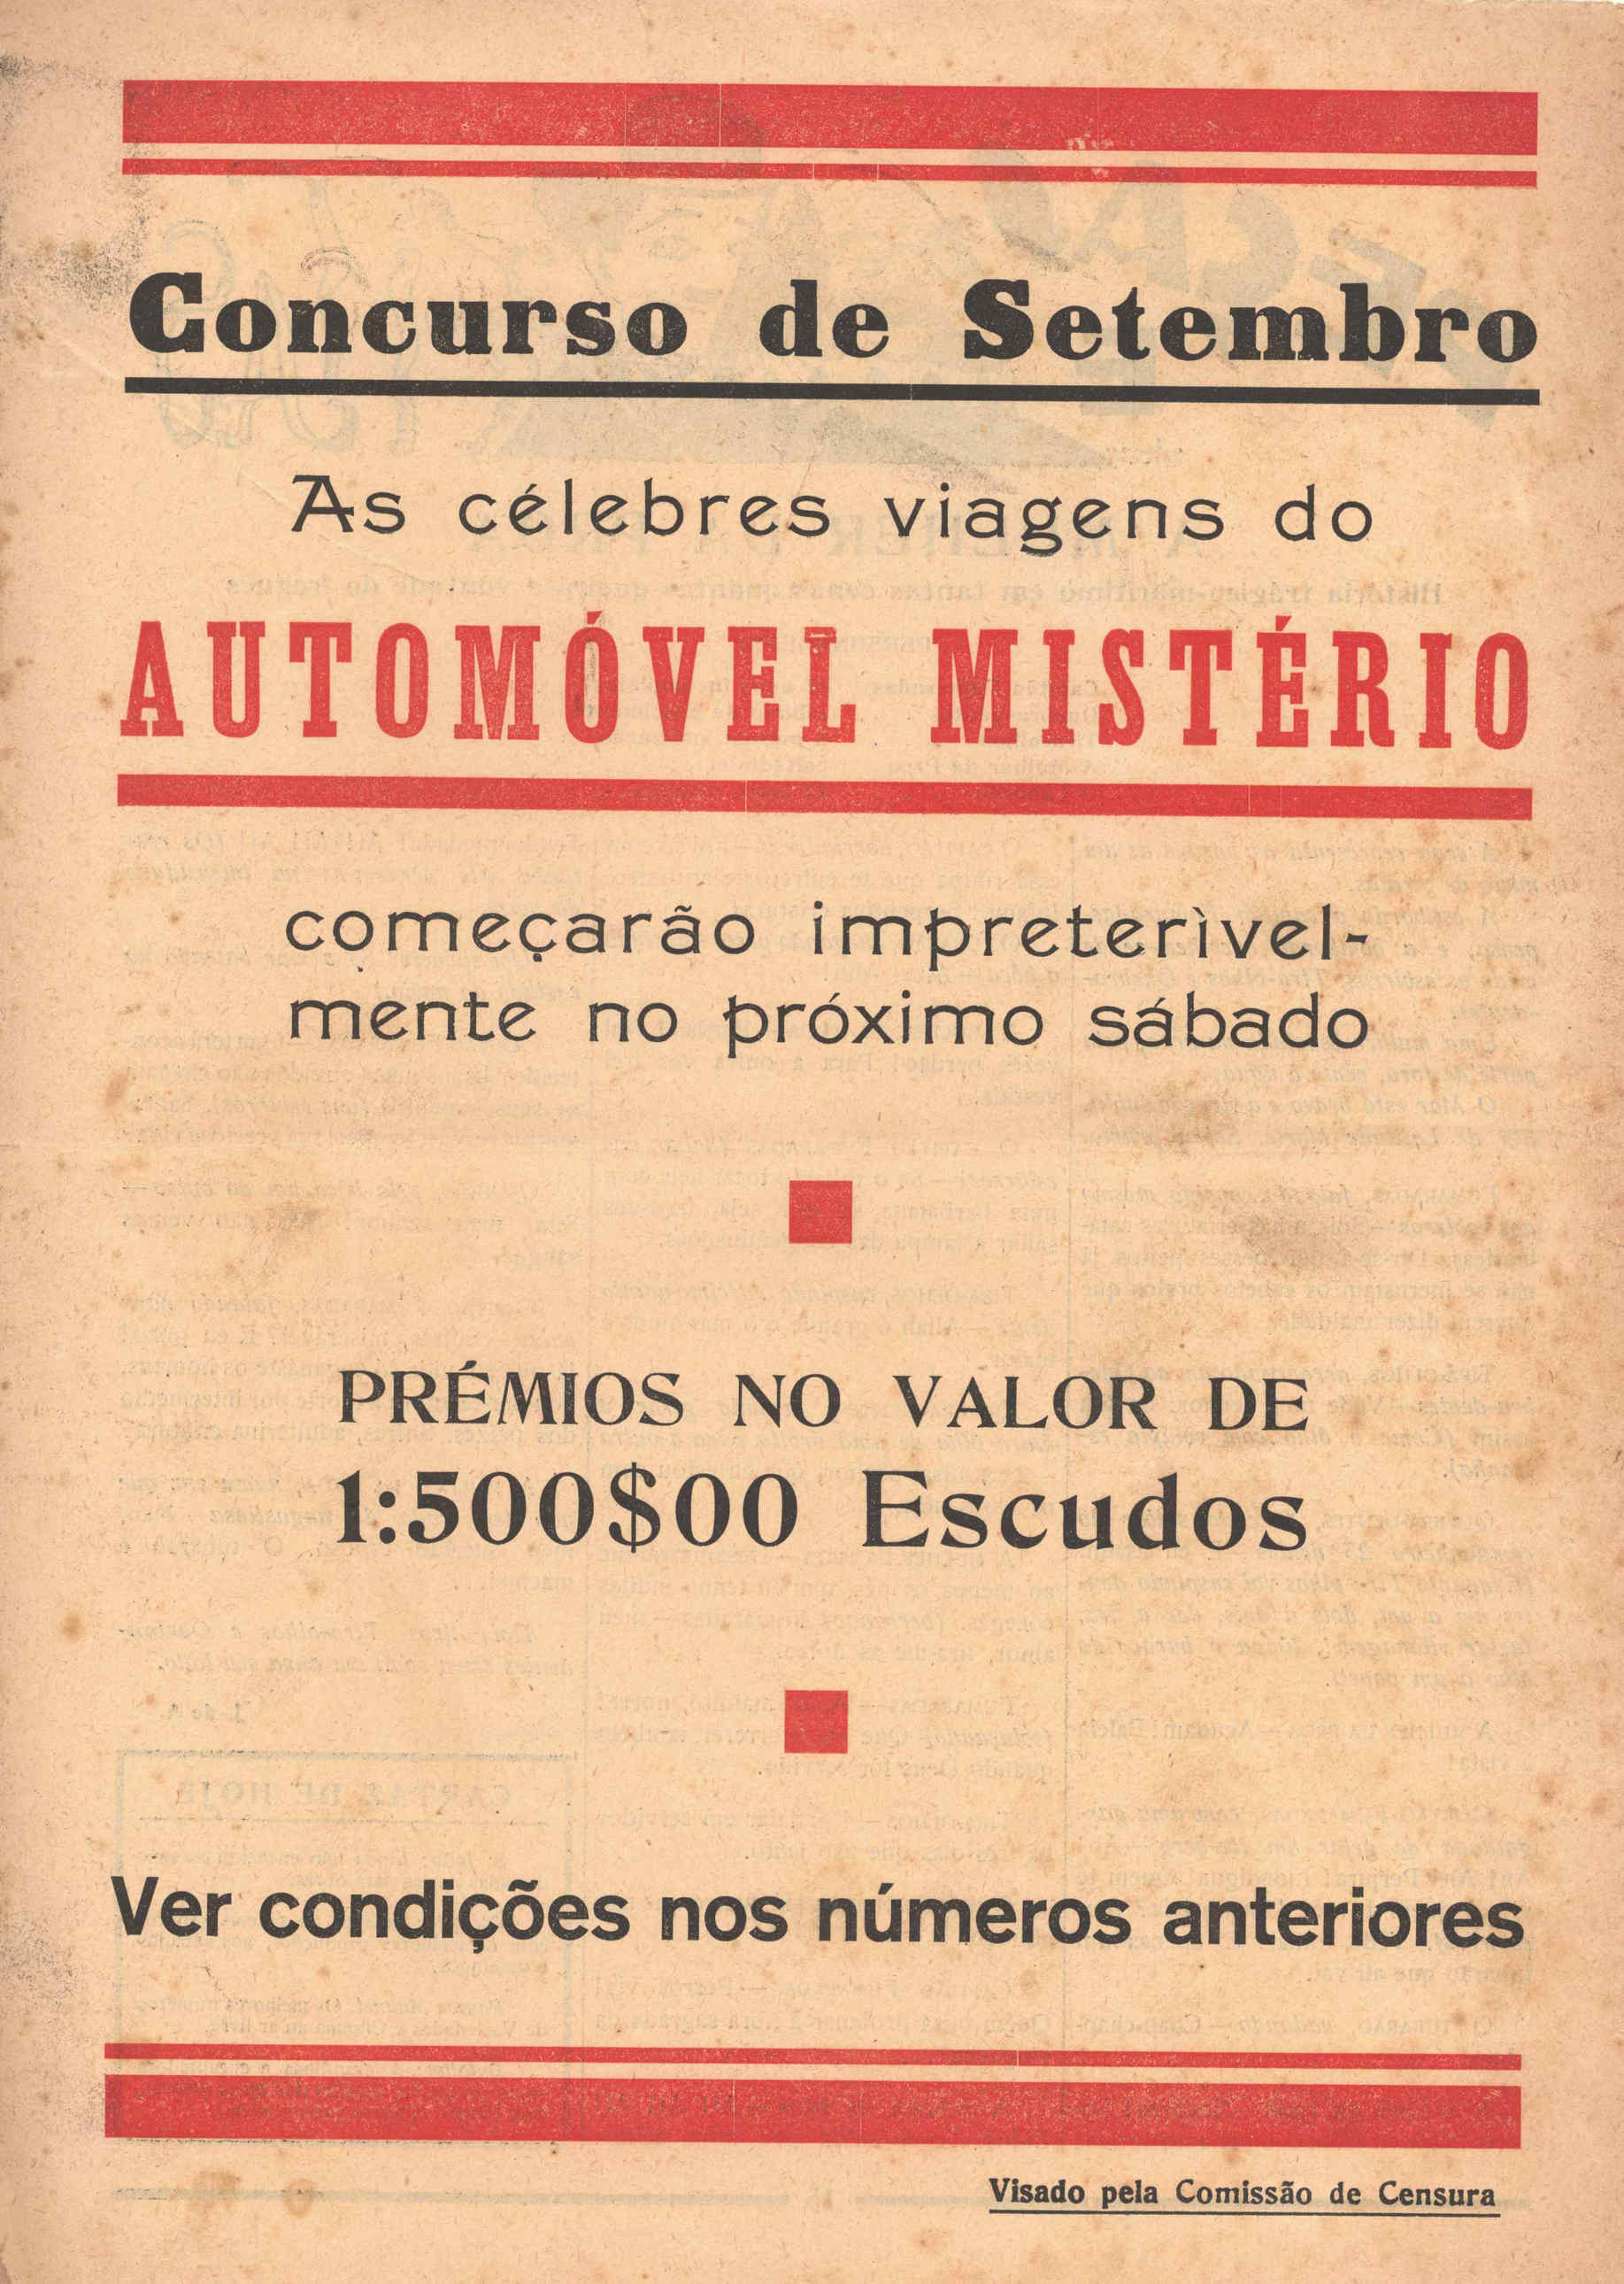 Concurso de Setembro
As célebres viagens do
AUTOMÓVEL MISTÉRIO
começarão impreterìvel-
mente no próximo sábado
PRÉMIOS NO VALOR DE
1:500$00 Escudos
Ver condições nos números anteriores
Visado pela Comissão de Censura